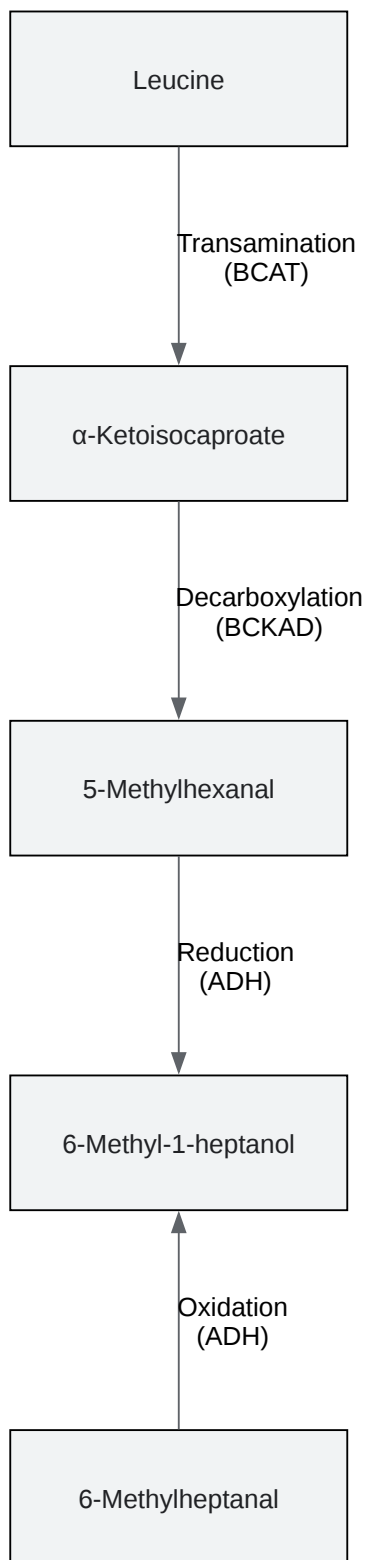 Leucine
Transamination
(BCAT)
α-Ketoisocaproate
Decarboxylation
(BCKAD)
5-Methylhexanal
Reduction
(ADH)
6-Methyl-1-heptanol
Oxidation
(ADH)
6-Methylheptanal